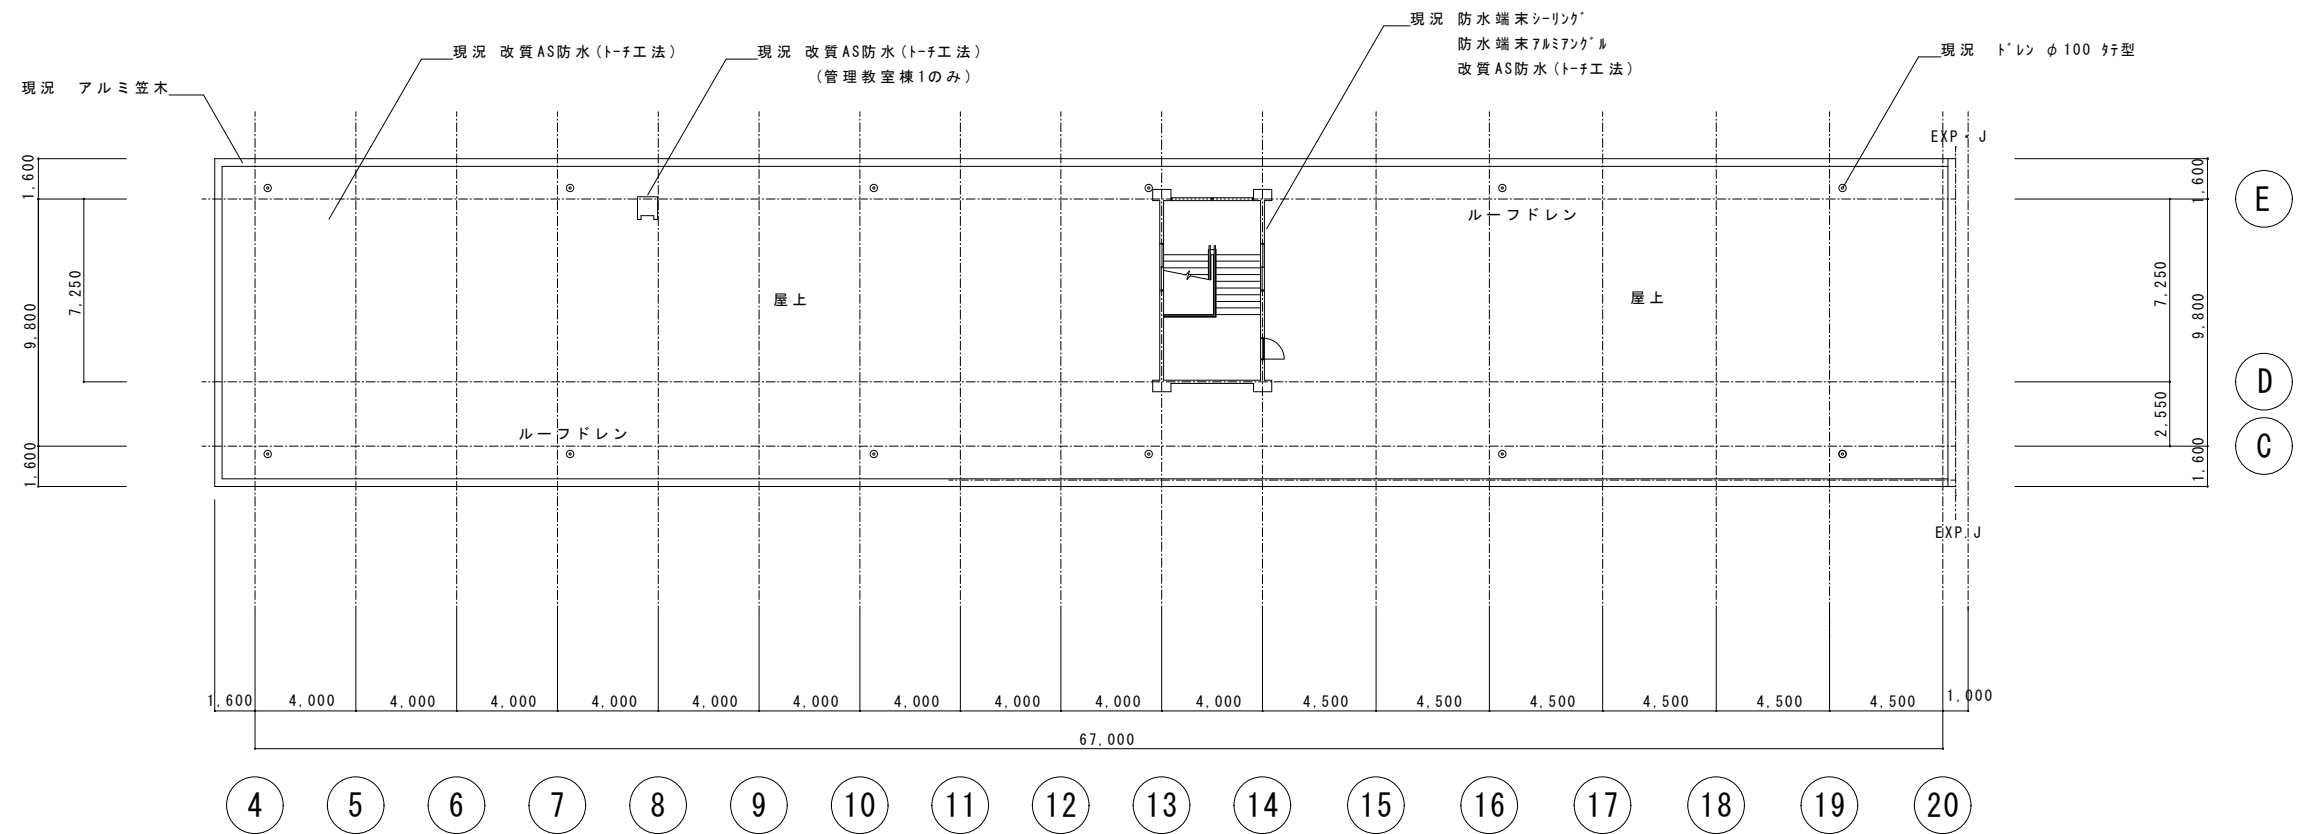 現況 防水端末シーリング
防水端末アルミアングル
改質AS防水(トーチ工法)
現況 改質AS防水(トーチ工法)
現況 改質AS防水(トーチ工法)
(管理教室棟1のみ)
現況 ドレン φ100 タテ型
現況 アルミ笠木
EXP・J
1,600
1,600
E
ルーフドレン
7,250
9,800
屋上
屋上
7,250
9,800
D
2,550
ルーフドレン
C
1,600
1,600
EXP.J
1,600
4,000
4,000
4,000
4,000
4,000
4,000
4,000
4,000
4,000
4,000
4,500
4,500
4,500
4,500
4,500
4,500
1,000
67,000
4
5
6
7
8
9
10
11
12
13
14
15
16
17
18
19
20